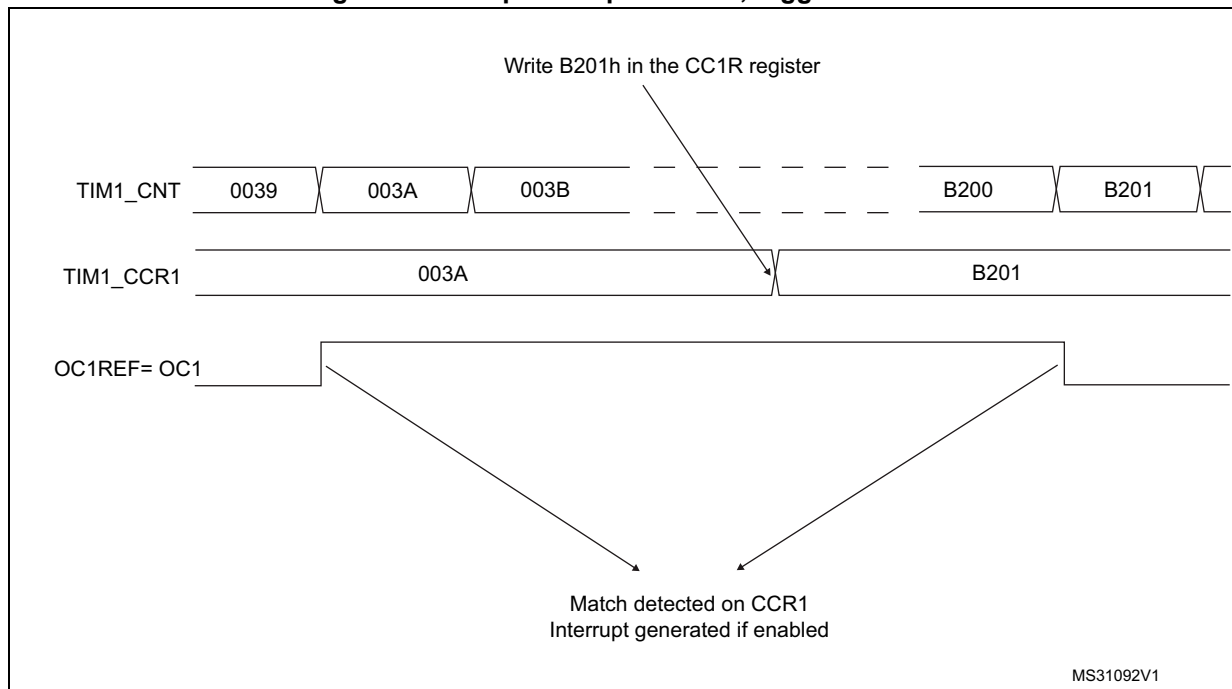 Write B201h in the CC1R register
TIM1_CNT 0039 003A 003B B200 B201
TIM1_CCR1 003A B201
OC1REF= OC1
Match detected on CCR1
Interrupt generated if enabled
MS31092V1